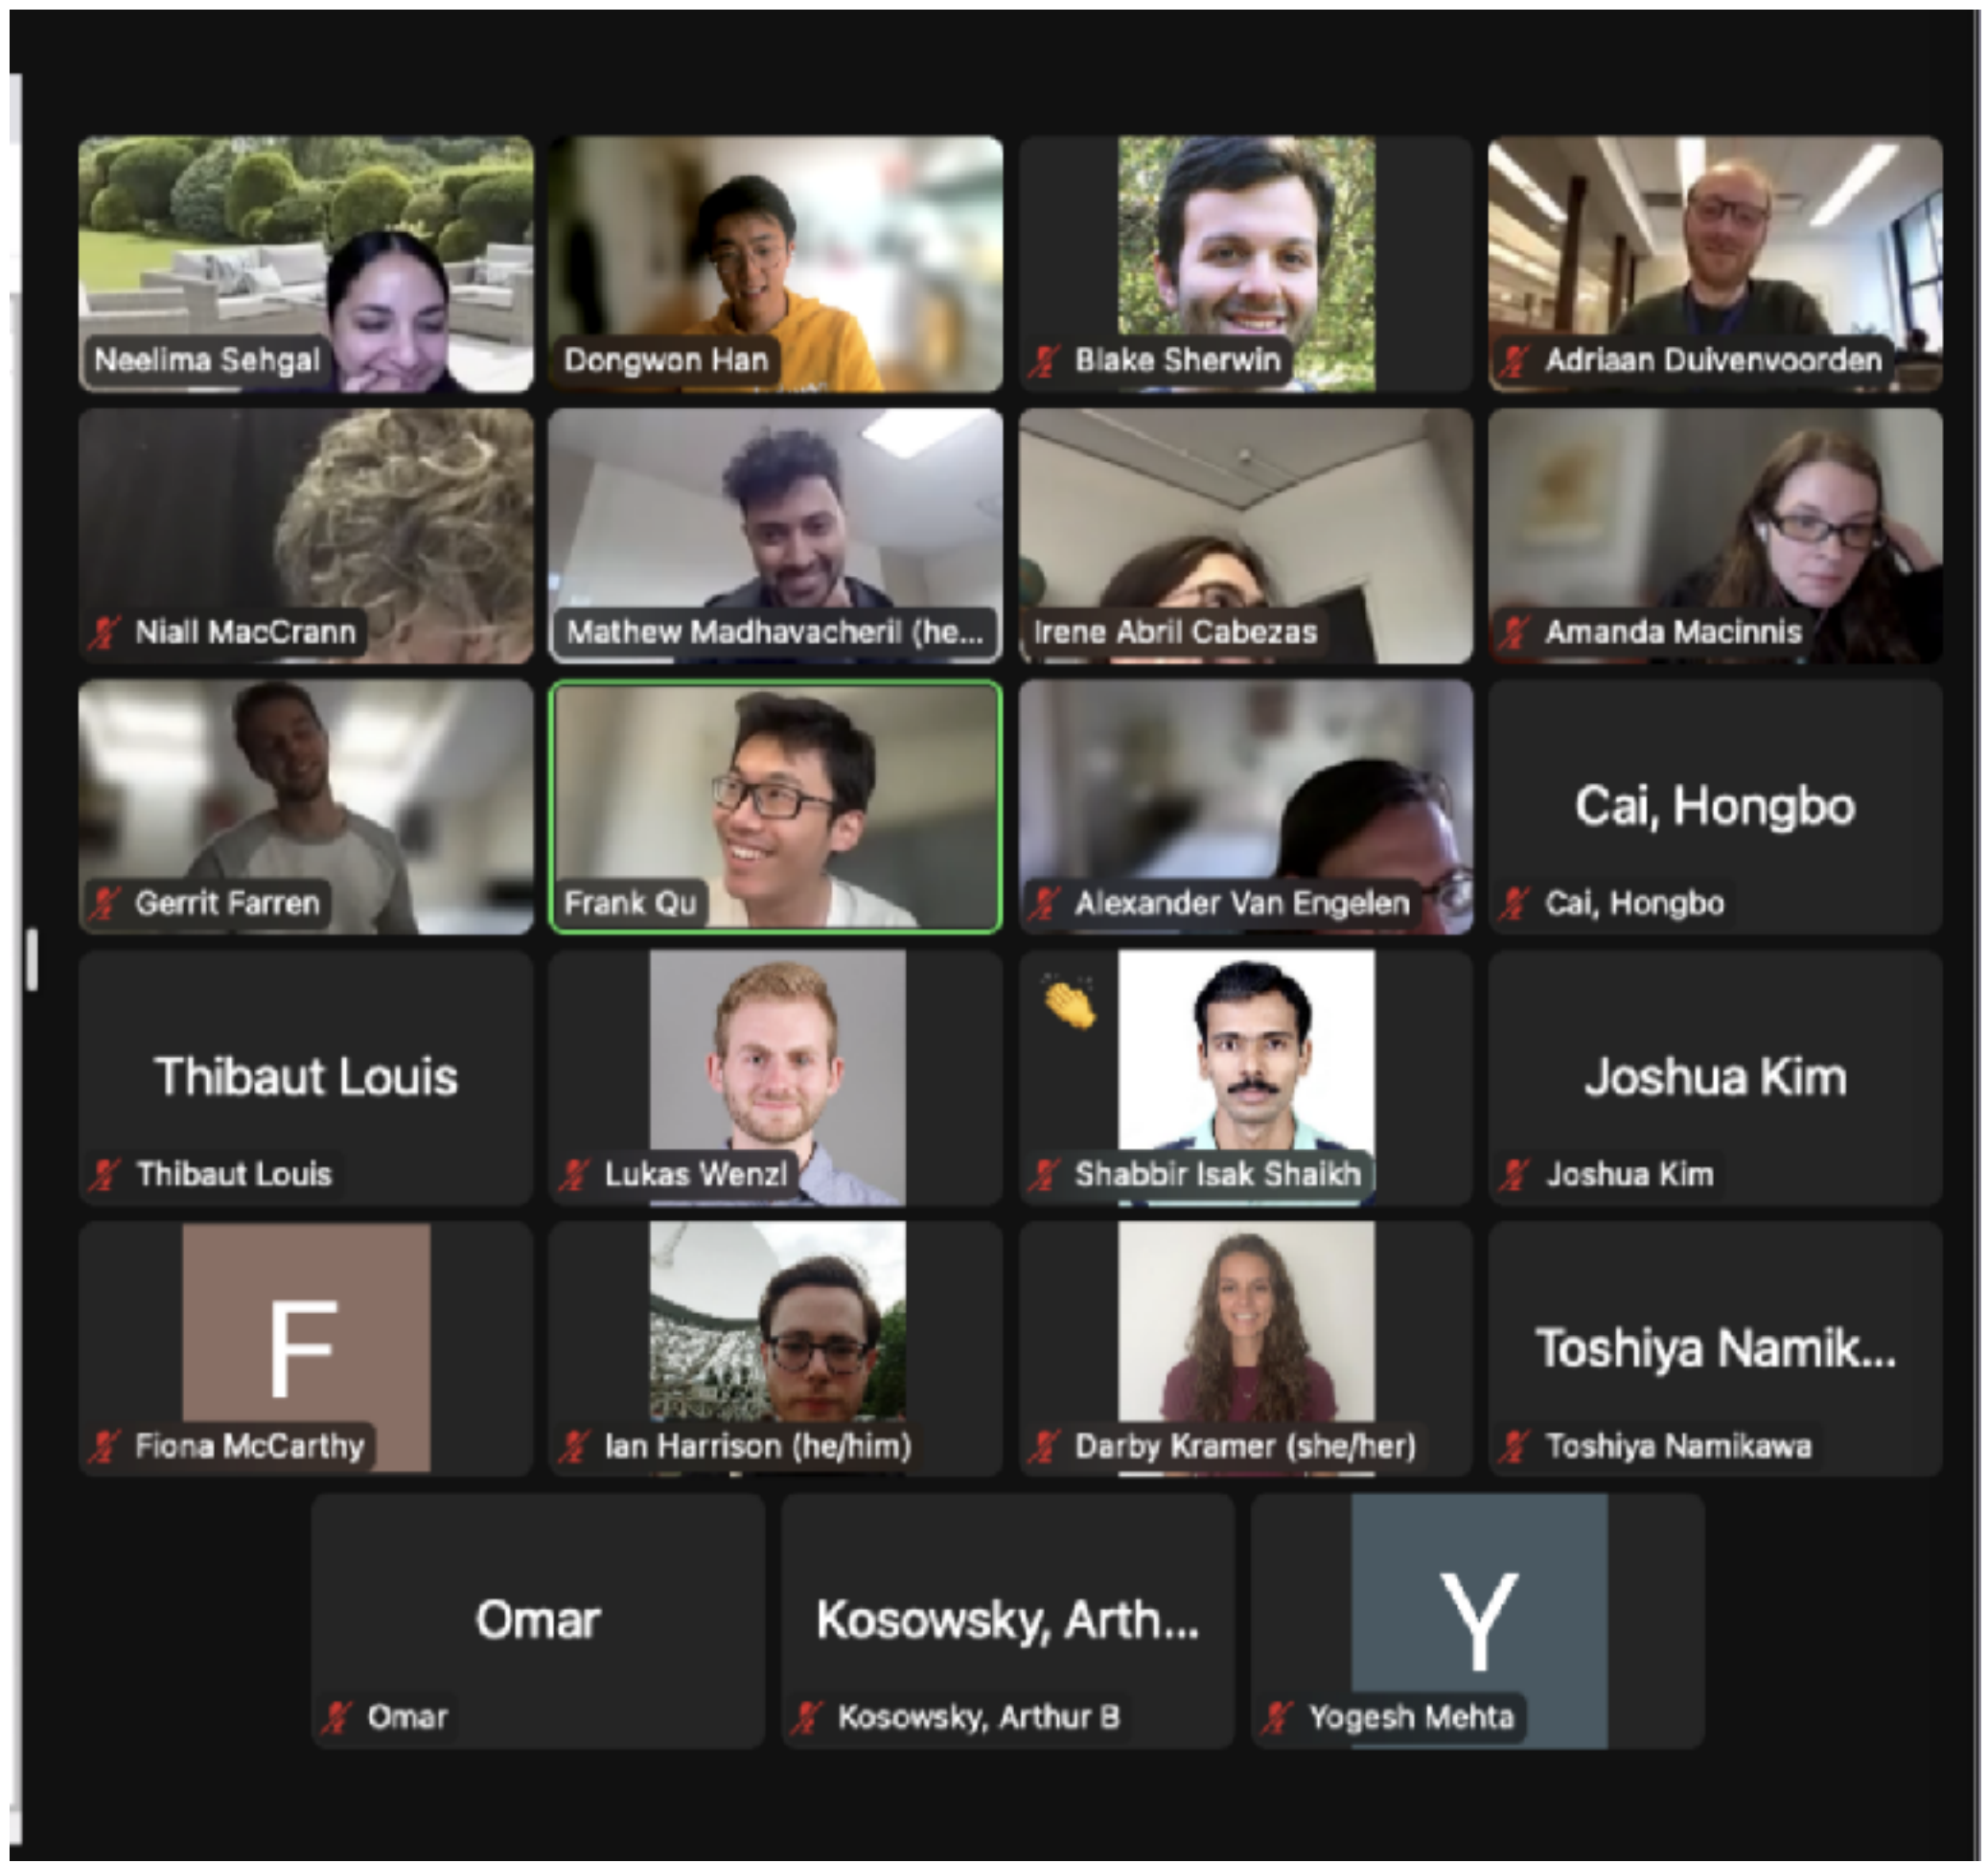 Neelima Sehgal
Dongwon Han
Blake Sherwin
Adriaan Duivenvoorden
Niall MacCrann
Mathew Madhavacheril (he...
Irene Abril Cabezas
Amanda Macinnis
Gerrit Farren
Frank Qu
Alexander Van Engelen
Cai, Hongbo
Cai, Hongbo
Thibaut Louis
Thibaut Louis
Lukas Wenzl
Shabbir Isak Shaikh
Joshua Kim
Joshua Kim
F
Fiona McCarthy
Ian Harrison (he/him)
Darby Kramer (she/her)
Toshiya Namik...
Toshiya Namikawa
Omar
Omar
Kosowsky, Arth...
Kosowsky, Arthur B
Y
Yogesh Mehta